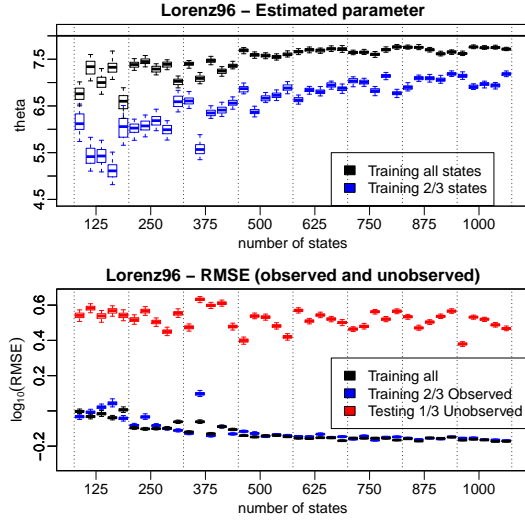 Lorenz96 − Estimated parameter
theta
7.5
6.5
5.5
4.5
Training all states
Training 2/3 states
125 250 375 500 625 750 875 1000
number of states
Lorenz96 − RMSE (observed and unobserved)
log10(RMSE)
0.6
0.4
0.2
−0.2
Training all
Training 2/3 Observed
Testing 1/3 Unobserved
125 250 375 500 625 750 875 1000
number of states